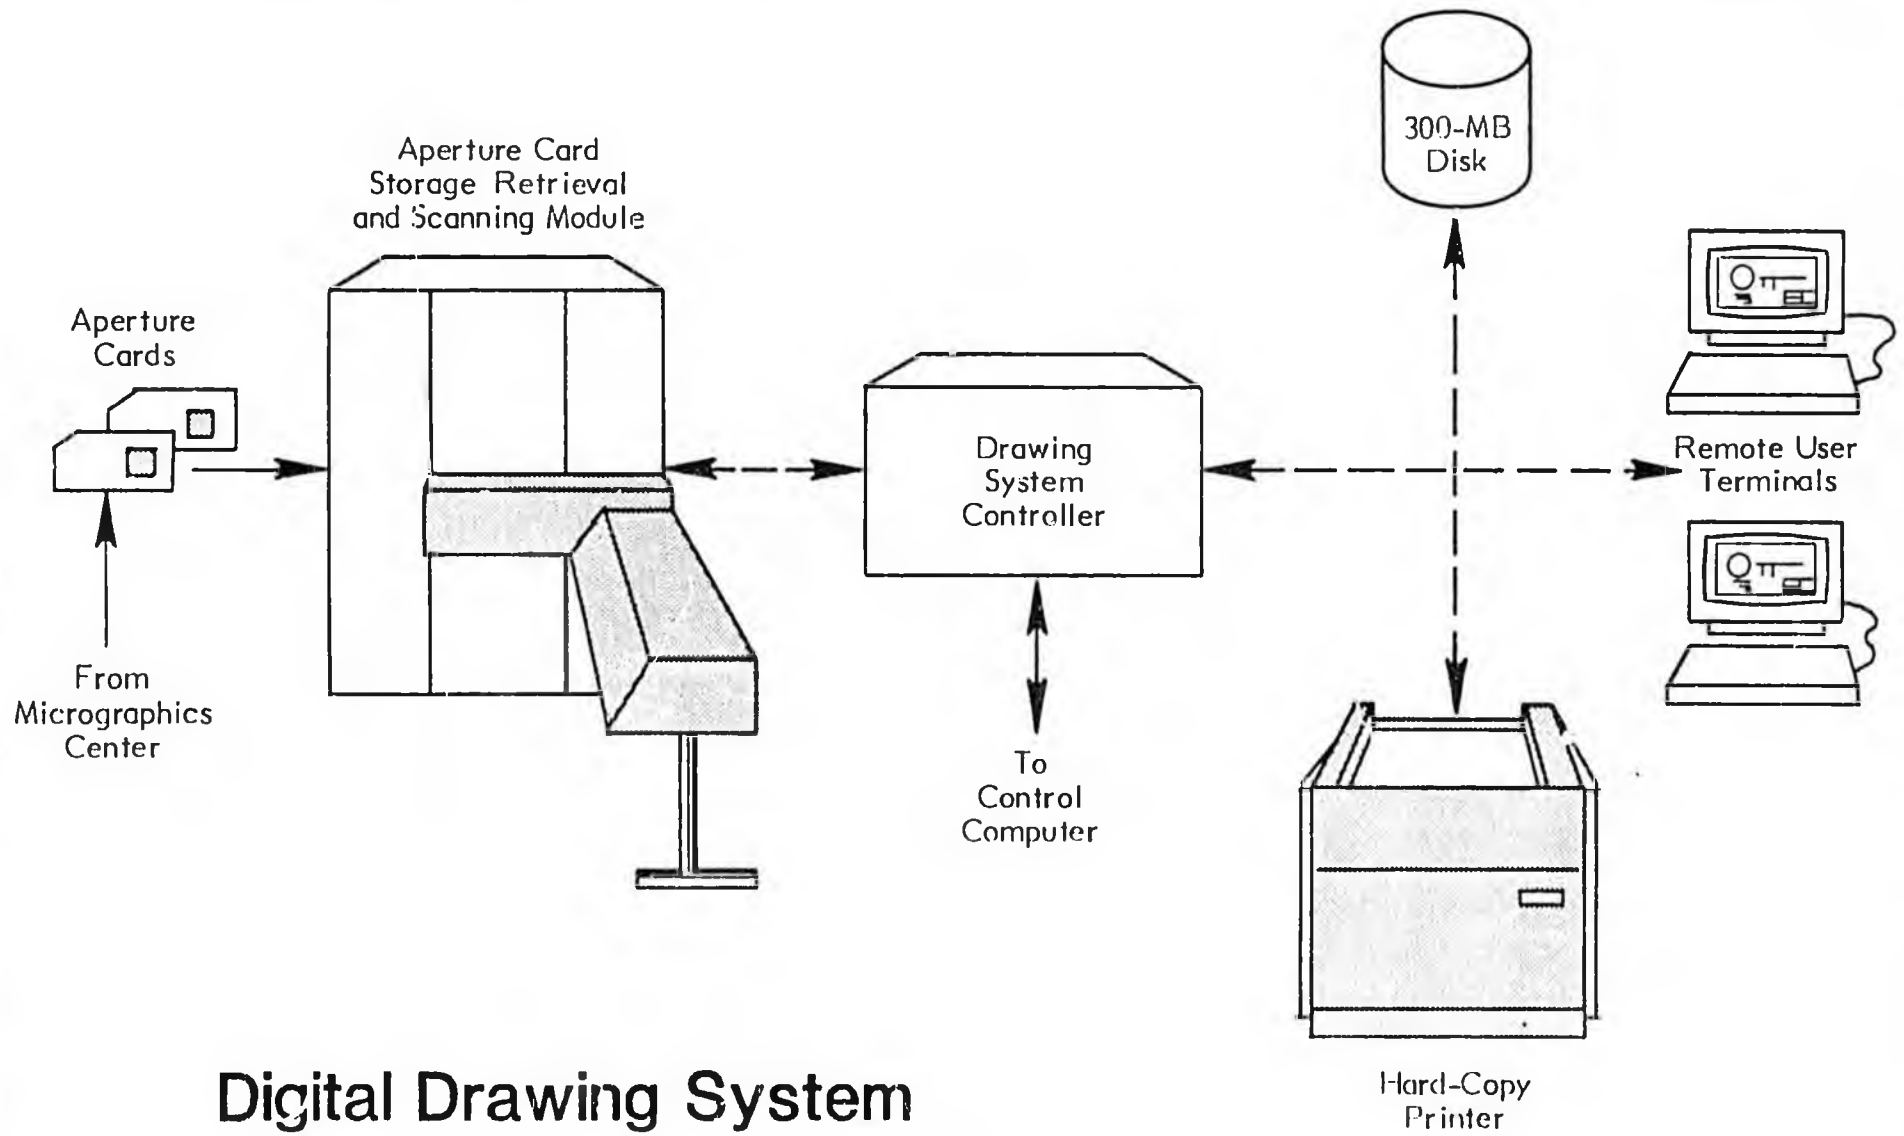 300-MB
Disk
Aperture Card
Storage Retrieval
and Scanning Module
Aperture
Cards
Drawing
System
Controller
Remote User
Terminals
From
Micrographics
Center
To
Control
Computer
Hard-Copy
Printer
Digital Drawing System